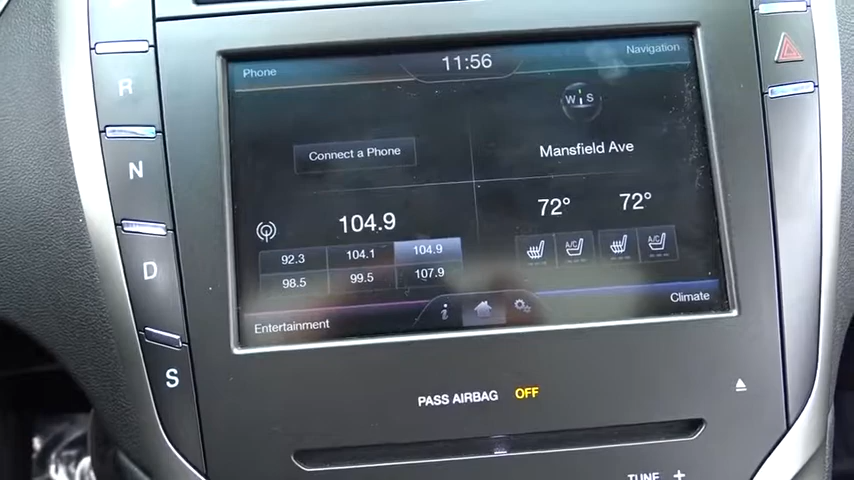 Phone
11:56
Navigation
W S
Connect a Phone
Mansfield Ave
104.9
72° 72°
92.3 104.1 104.9
98.5 99.5 107.9
A/C A/C
Entertainment
i
Climate
R
N
D
S
PASS AIRBAG OFF
TUNE +